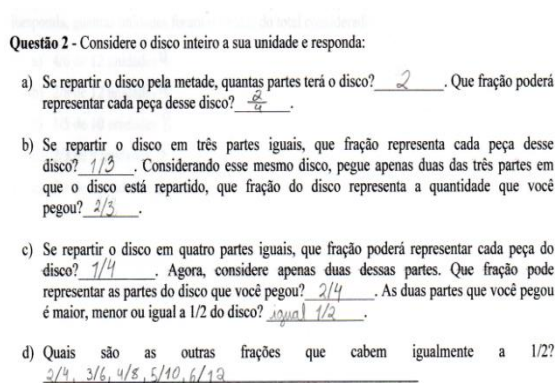 Questão 2 - Considere o disco inteiro a sua unidade e responda:
a) Se repartir o disco pela metade, quantas partes terá o disco? 2 . Que fração poderá
representar cada peça desse disco? 2/4 .
b) Se repartir o disco em três partes iguais, que fração representa cada peça desse
disco? 1/3 . Considerando esse mesmo disco, pegue apenas duas das três partes em
que o disco está repartido, que fração do disco representa a quantidade que você
pegou? 2/3 .
c) Se repartir o disco em quatro partes iguais, que fração poderá representar cada peça do
disco? 1/4 . Agora, considere apenas duas dessas partes. Que fração pode
representar as partes do disco que você pegou? 2/4 . As duas partes que você pegou
é maior, menor ou igual a 1/2 do disco? igual 1/2 .
d) Quais são as outras frações que cabem igualmente a 1/2?
2/4, 3/6, 4/8, 5/10, 6/12